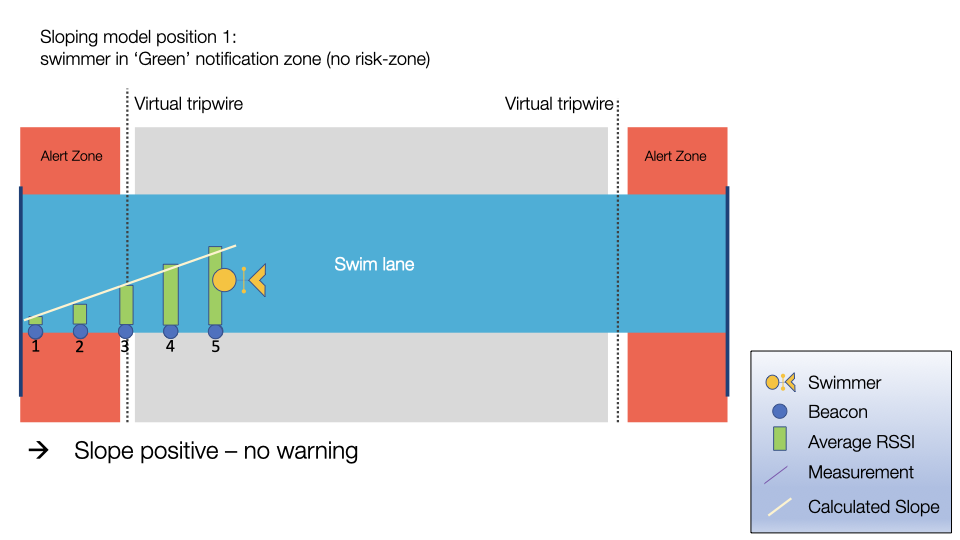 Sloping model position 1:
swimmer in ‘Green’ notification zone (no risk-zone)
Virtual tripwire
Virtual tripwire
Alert Zone
Alert Zone
Swim lane
1 2 3 4 5
→ Slope positive – no warning
Swimmer
Beacon
Average RSSI
Measurement
Calculated Slope